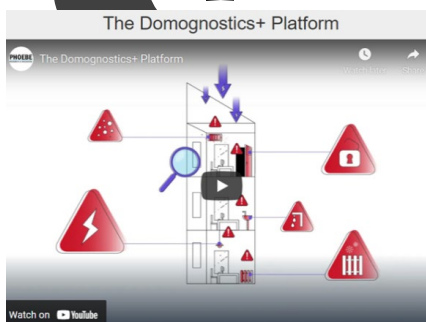 The Domognostics+ Platform
PHOEBE The Domognostics+ Platform
Watch on YouTube